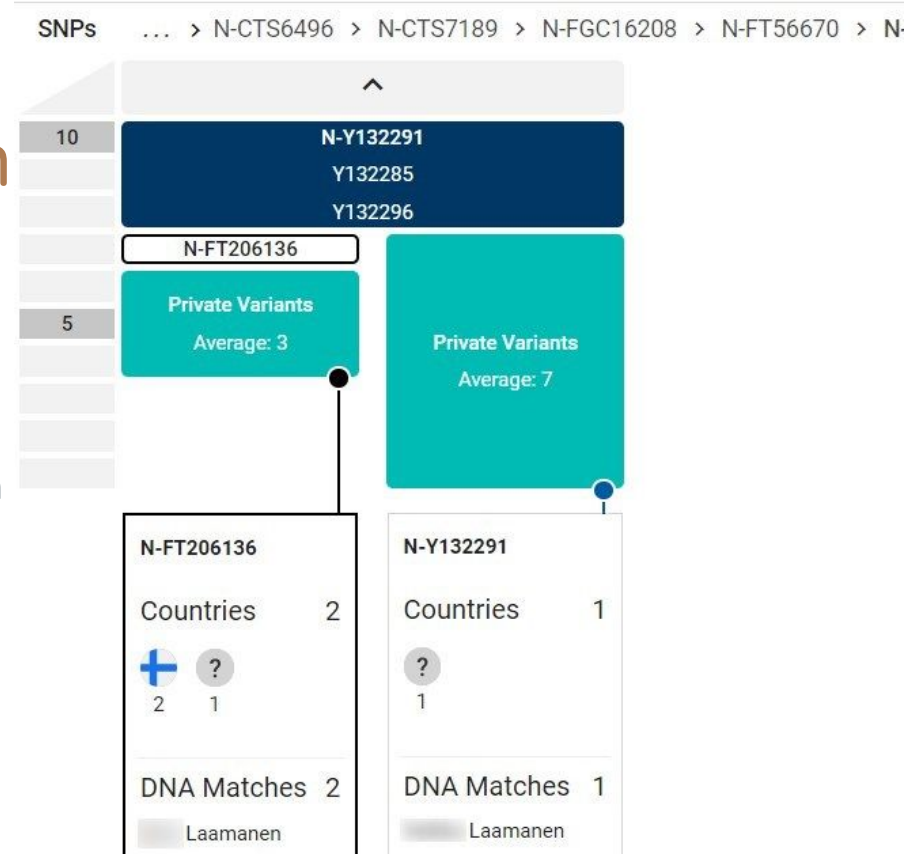 SNPs ... > N-CTS6496 > N-CTS7189 > N-FGC16208 > N-FT56670 > N-
10
N-Y132291
Y132285
Y132296
N-FT206136
5
Private Variants
Average: 3
Private Variants
Average: 7
N-FT206136
Countries 2
?
2 1
DNA Matches 2
Laamanen
N-Y132291
Countries 1
?
1
DNA Matches 1
Laamanen